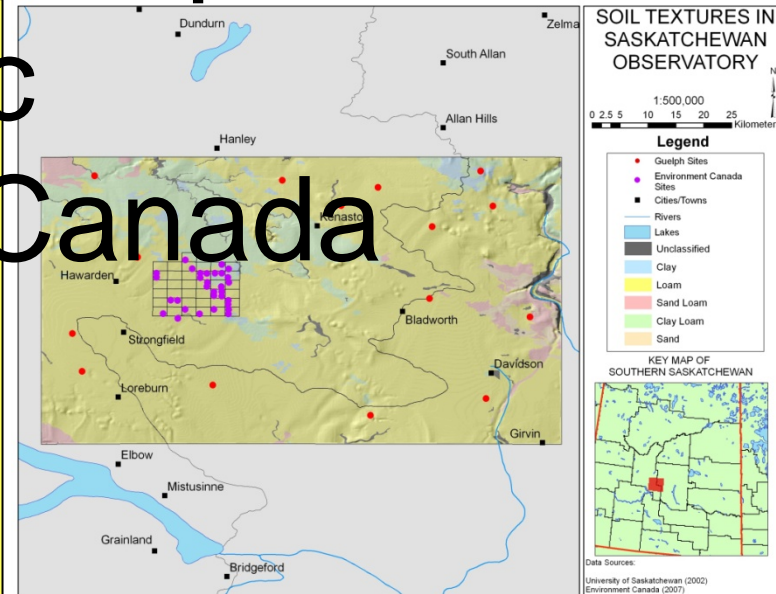 c
Canada
Dundurn
Zelma
South Allan
Allan Hills
Hanley
Kenasto
Hawarden
Bladworth
Strongfield
Davidson
Loreburn
Girvin
Elbow
Mistusinne
Grainland
Bridgeford
SOIL TEXTURES IN
SASKATCHEWAN
OBSERVATORY
N
1:500,000
0 2.5 5 10 15 20 25
Kilometer
Legend
Guelph Sites
Environment Canada
Sites
Cities/Towns
Rivers
Lakes
Unclassified
Clay
Loam
Sand Loam
Clay Loam
Sand
KEY MAP OF
SOUTHERN SASKATCHEWAN
Data Sources:
University of Saskatchewan (2002)
Environment Canada (2007)